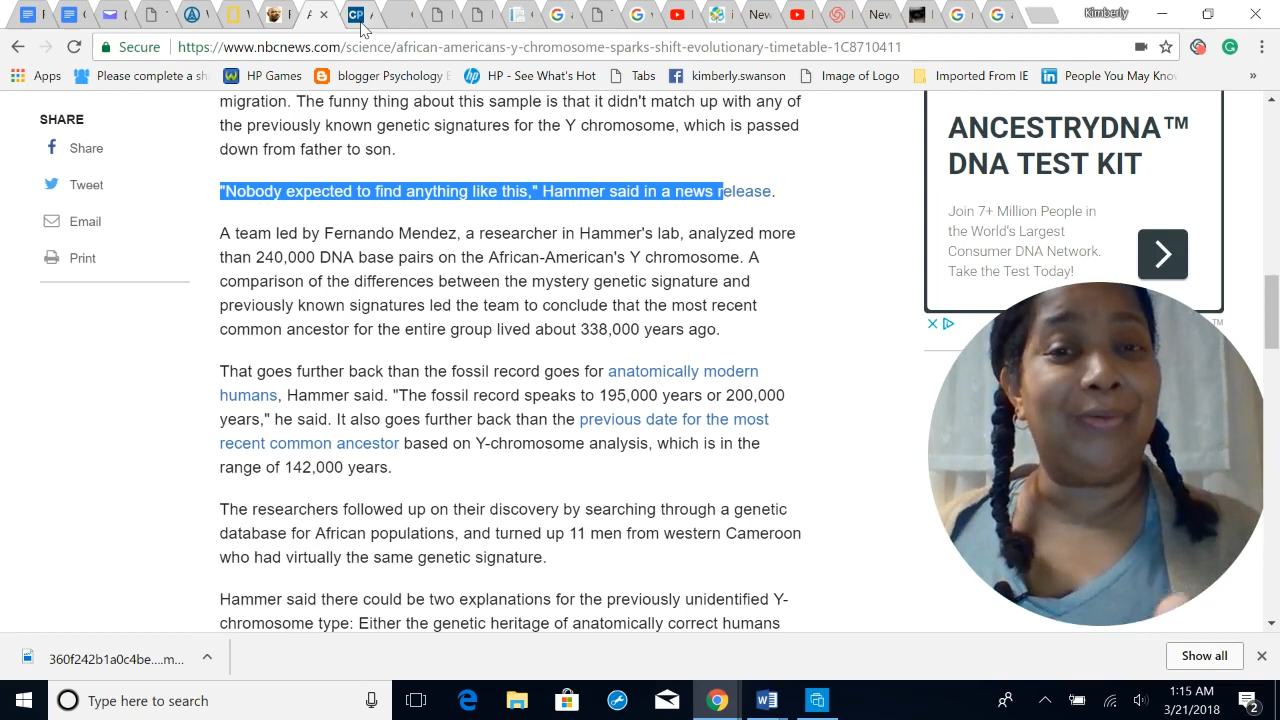 CP
Kimberly
Secure
https://www.nbcnews.com/science/african-americans-y-chromosome-sparks-shift-evolutionary-timetable-1C8710411
Apps
Please complete a sh
HP Games
blogger Psychology
HP - See What's Hot
Tabs
kimberly.swanson
Image of Logo
Imported From IE
People You May Know
»
SHARE
Share
Tweet
Email
Print
migration. The funny thing about this sample is that it didn't match up with any of
the previously known genetic signatures for the Y chromosome, which is passed
down from father to son.
"Nobody expected to find anything like this," Hammer said in a news release.
A team led by Fernando Mendez, a researcher in Hammer's lab, analyzed more
than 240,000 DNA base pairs on the African-American's Y chromosome. A
comparison of the differences between the mystery genetic signature and
previously known signatures led the team to conclude that the most recent
common ancestor for the entire group lived about 338,000 years ago.
That goes further back than the fossil record goes for anatomically modern
humans, Hammer said. "The fossil record speaks to 195,000 years or 200,000
years," he said. It also goes further back than the previous date for the most
recent common ancestor based on Y-chromosome analysis, which is in the
range of 142,000 years.
The researchers followed up on their discovery by searching through a genetic
database for African populations, and turned up 11 men from western Cameroon
who had virtually the same genetic signature.
Hammer said there could be two explanations for the previously unidentified Y-
chromosome type: Either the genetic heritage of anatomically correct humans
ANCESTRYDNA™
DNA TEST KIT
Join 7+ Million People in
the World's Largest
Consumer DNA Network.
Take the Test Today!
TM
360f242b1a0c4be....m...
Show all
Type here to search
1:15 AM
3/21/2018
2